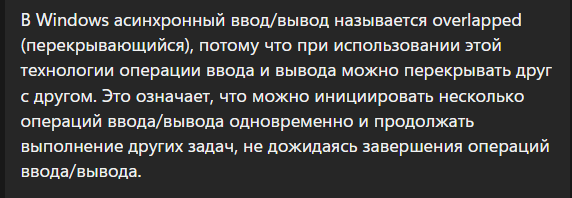 В Windows асинхронный ввод/вывод называется overlapped
(перекрывающийся), потому что при использовании этой
технологии операции ввода и вывода можно перекрывать друг
с другом. Это означает, что можно инициировать несколько
операций ввода/вывода одновременно и продолжать
выполнение других задач, не дожидаясь завершения операций
ввода/вывода.